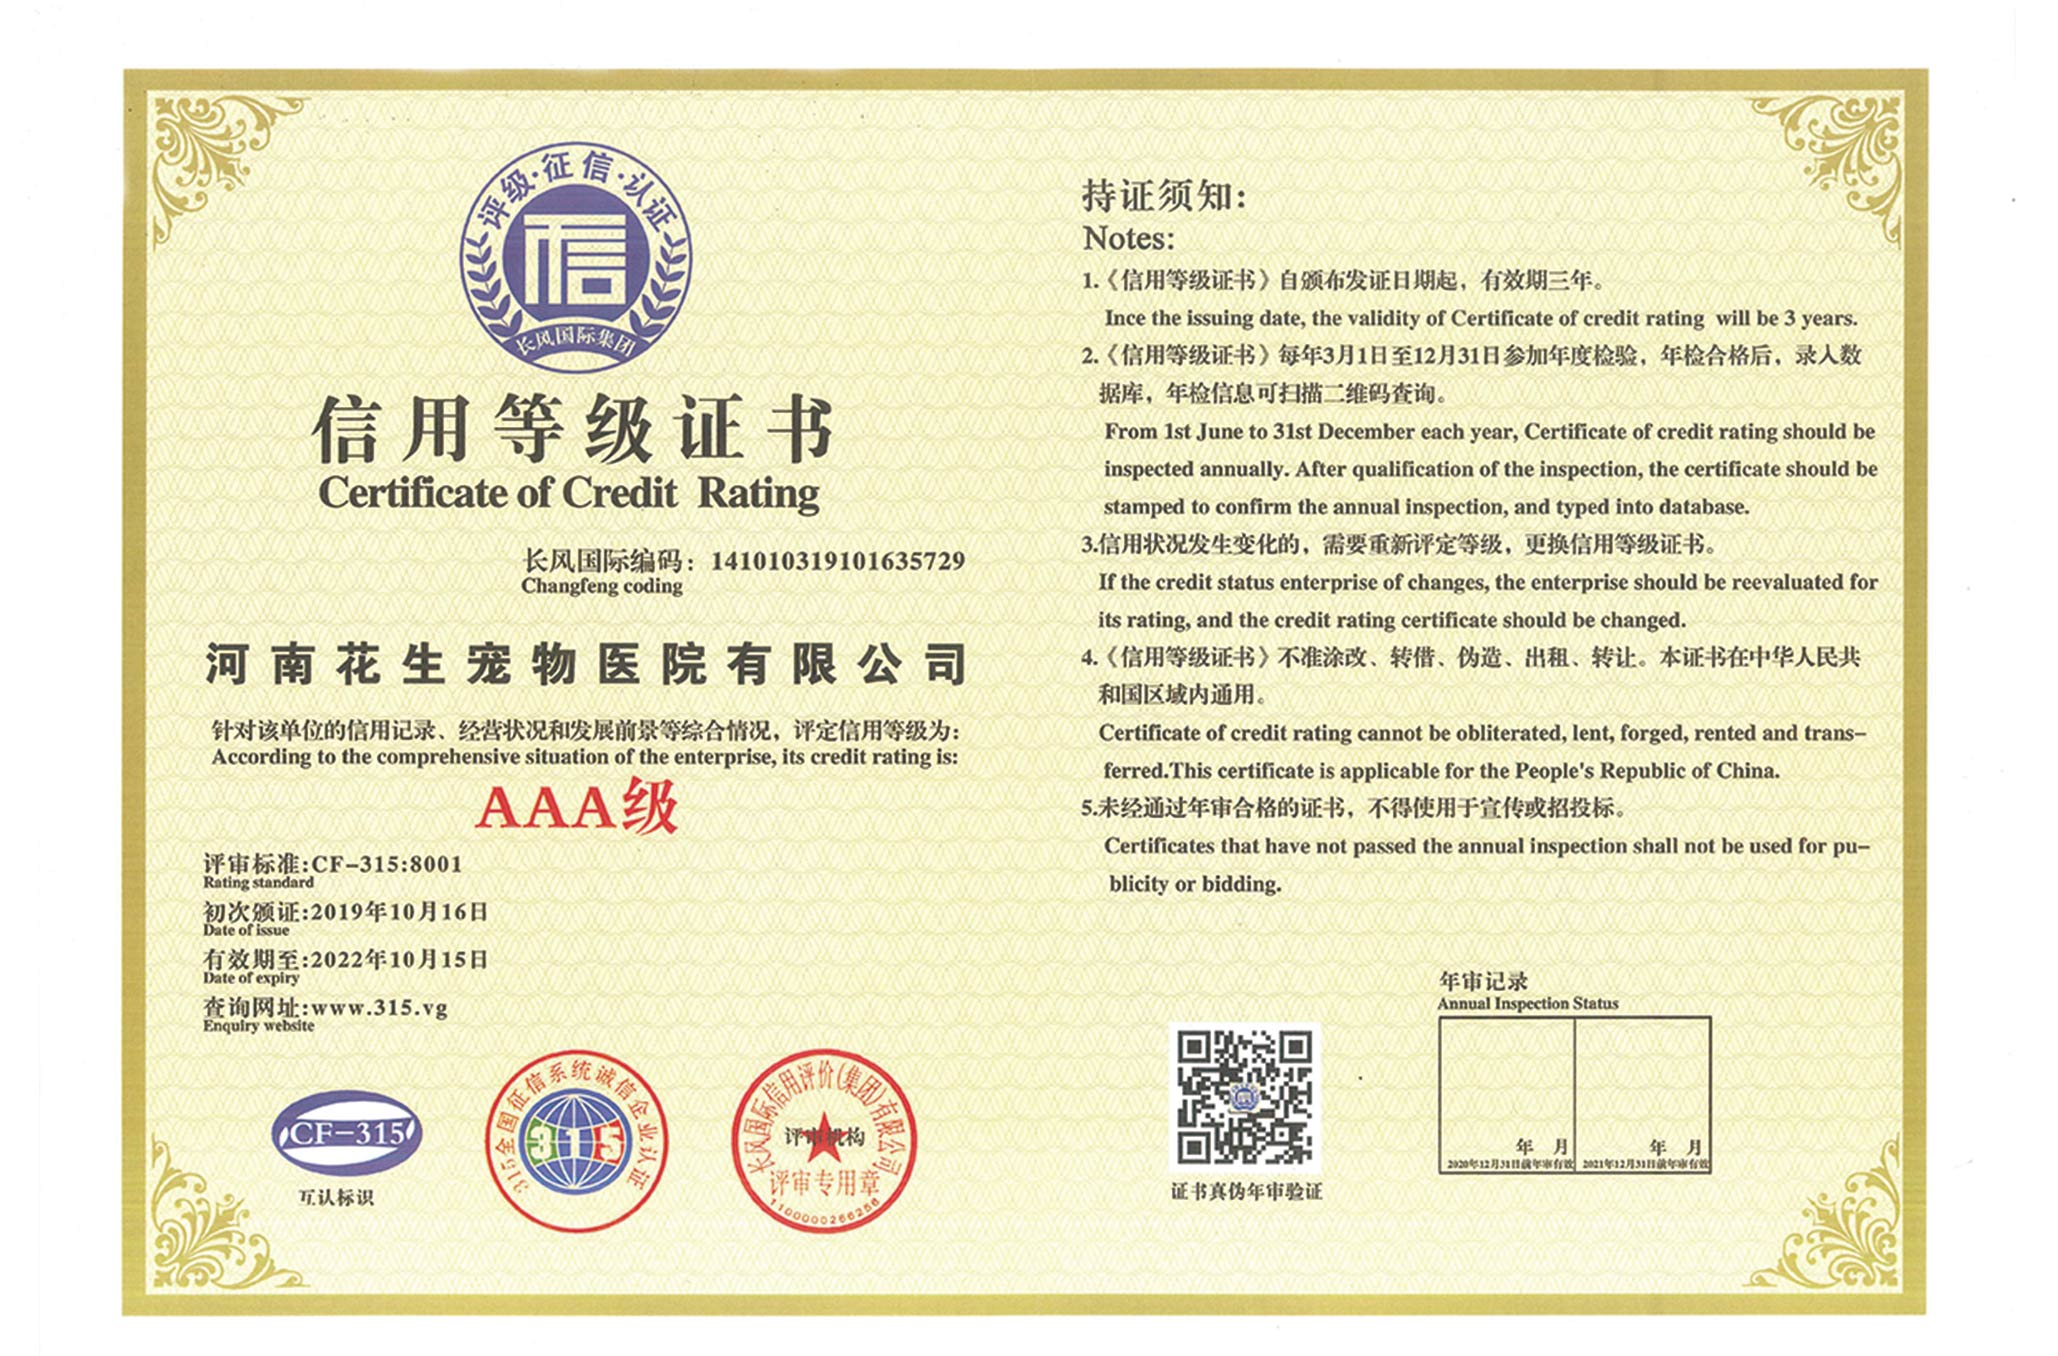 评级·征信·认证
信
长风国际集团
信用等级证书
Certificate of Credit Rating
长风国际编码：141010319101635729
Changfeng coding
河南花生宠物医院有限公司
针对该单位的信用记录、经营状况和发展前景等综合情况，评定信用等级为：
According to the comprehensive situation of the enterprise, its credit rating is:
AAA级
评审标准:CF-315:8001
Rating standard
初次颁证:2019年10月16日
Date of issue
有效期至:2022年10月15日
Date of expiry
查询网址:www.315.vg
Enquiry website
CF-315
互认标识
315全国征信系统诚信企业认证
315
长风国际信用评价(集团)有限公司
评审机构
评审专用章
1100000266256
持证须知:
Notes:
1.《信用等级证书》自颁布发证日期起，有效期三年。
Ince the issuing date, the validity of Certificate of credit rating will be 3 years.
2.《信用等级证书》每年3月1日至12月31日参加年度检验，年检合格后，录入数
据库，年检信息可扫描二维码查询。
From 1st June to 31st December each year, Certificate of credit rating should be
inspected annually. After qualification of the inspection, the certificate should be
stamped to confirm the annual inspection, and typed into database.
3.信用状况发生变化的，需要重新评定等级，更换信用等级证书。
If the credit status enterprise of changes, the enterprise should be reevaluated for
its rating, and the credit rating certificate should be changed.
4.《信用等级证书》不准涂改、转借、伪造、出租、转让。本证书在中华人民共
和国区域内通用。
Certificate of credit rating cannot be obliterated, lent, forged, rented and trans-
ferred.This certificate is applicable for the People's Republic of China.
5.未经通过年审合格的证书，不得使用于宣传或招投标。
Certificates that have not passed the annual inspection shall not be used for pu-
blicity or bidding.
证书真伪年审验证
年审记录
Annual Inspection Status
年 月
2020年12月31日前年审有效
年 月
2021年12月31日前年审有效